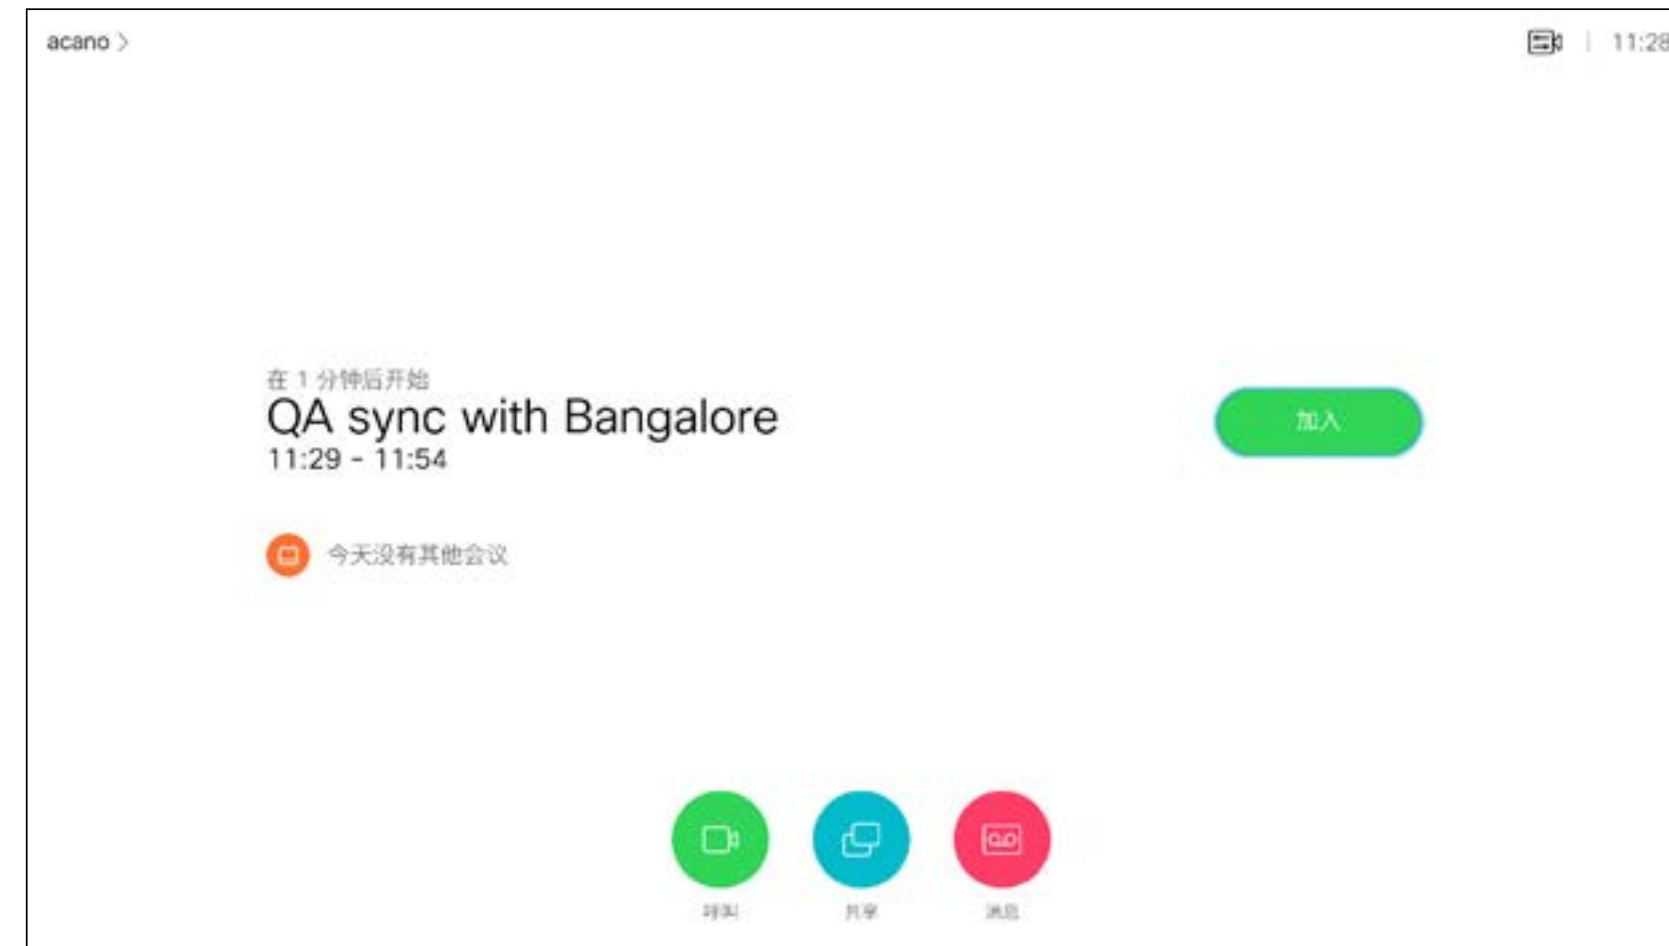 acano >
11:28
在 1 分钟后开始
QA sync with Bangalore
11:29 - 11:54
加入
今天没有其他会议
呼叫
共享
消息